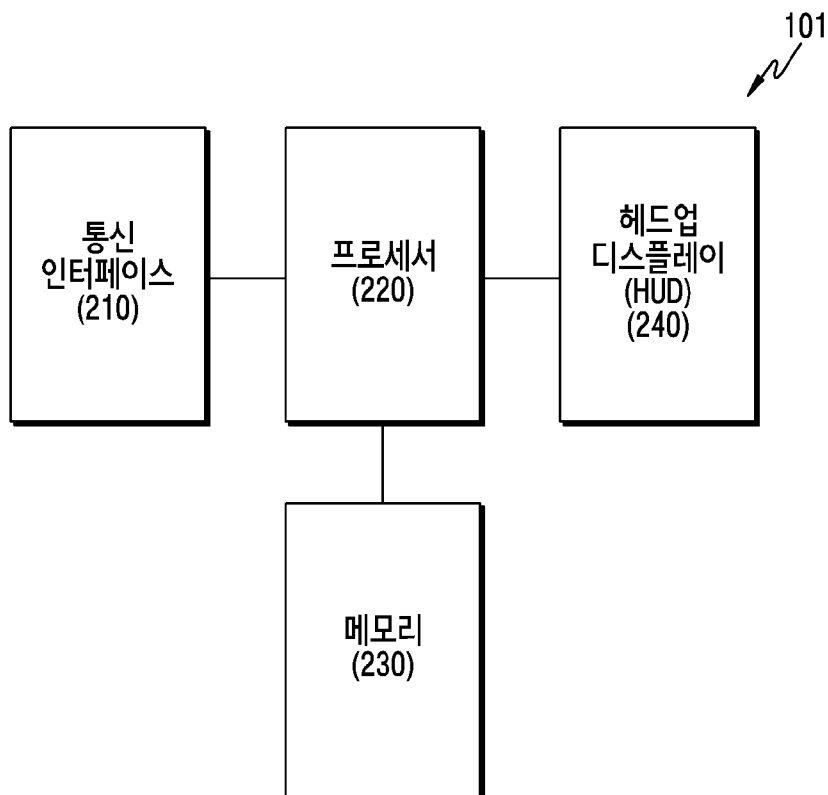 101
통신
인터페이스
(210)
프로세서
(220)
헤드업
디스플레이
(HUD)
(240)
메모리
(230)